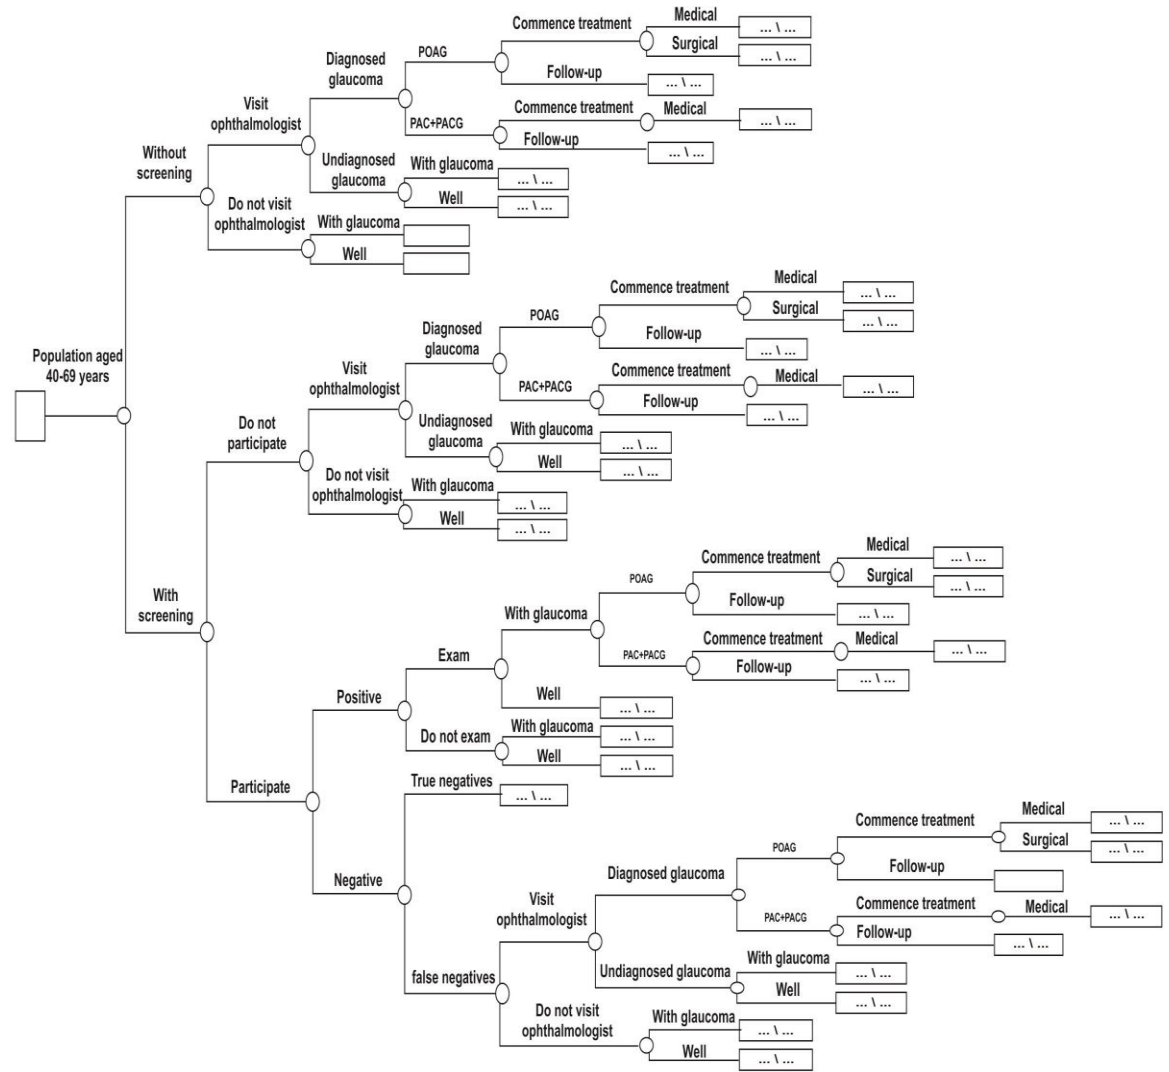 Commence treatment
Medical
... \ ...
Surgical
... \ ...
POAG
Diagnosed
glaucoma
Follow-up
... \ ...
Visit
ophthalmologist
PAC+PACG
Commence treatment
Medical
... \ ...
Follow-up
... \ ...
Without
screening
Undiagnosed
glaucoma
With glaucoma
... \ ...
Well
... \ ...
Do not visit
ophthalmologist
With glaucoma
Well
Population aged
40-69 years
Commence treatment
Medical
... \ ...
Surgical
... \ ...
POAG
Diagnosed
glaucoma
Follow-up
... \ ...
Visit
ophthalmologist
PAC+PACG
Commence treatment
Medical
... \ ...
Follow-up
... \ ...
Do not
participate
Undiagnosed
glaucoma
With glaucoma
... \ ...
Well
... \ ...
Do not visit
ophthalmologist
With glaucoma
... \ ...
Well
... \ ...
With
screening
Commence treatment
Medical
... \ ...
Surgical
... \ ...
POAG
With glaucoma
Follow-up
... \ ...
PAC+PACG
Commence treatment
Medical
... \ ...
Follow-up
... \ ...
Exam
Well
... \ ...
Positive
Do not exam
With glaucoma
... \ ...
Well
... \ ...
Participate
True negatives
... \ ...
Negative
Commence treatment
Medical
... \ ...
Surgical
... \ ...
POAG
Diagnosed glaucoma
Follow-up
Visit
ophthalmologist
PAC+PACG
Commence treatment
Medical
... \ ...
Follow-up
... \ ...
false negatives
Undiagnosed glaucoma
With glaucoma
... \ ...
Well
... \ ...
Do not visit
ophthalmologist
With glaucoma
... \ ...
Well
... \ ...